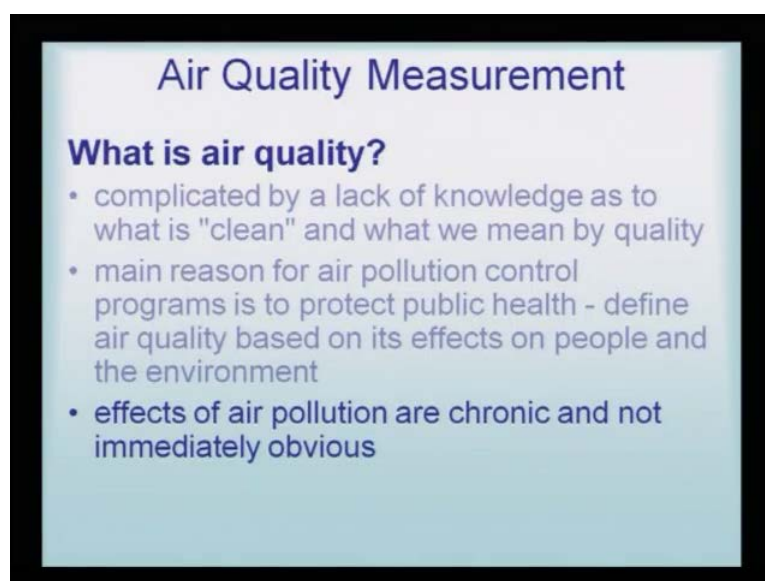 Air Quality Measurement
What is air quality?
• complicated by a lack of knowledge as to
what is "clean" and what we mean by quality
• main reason for air pollution control
programs is to protect public health - define
air quality based on its effects on people and
the environment
• effects of air pollution are chronic and not
immediately obvious